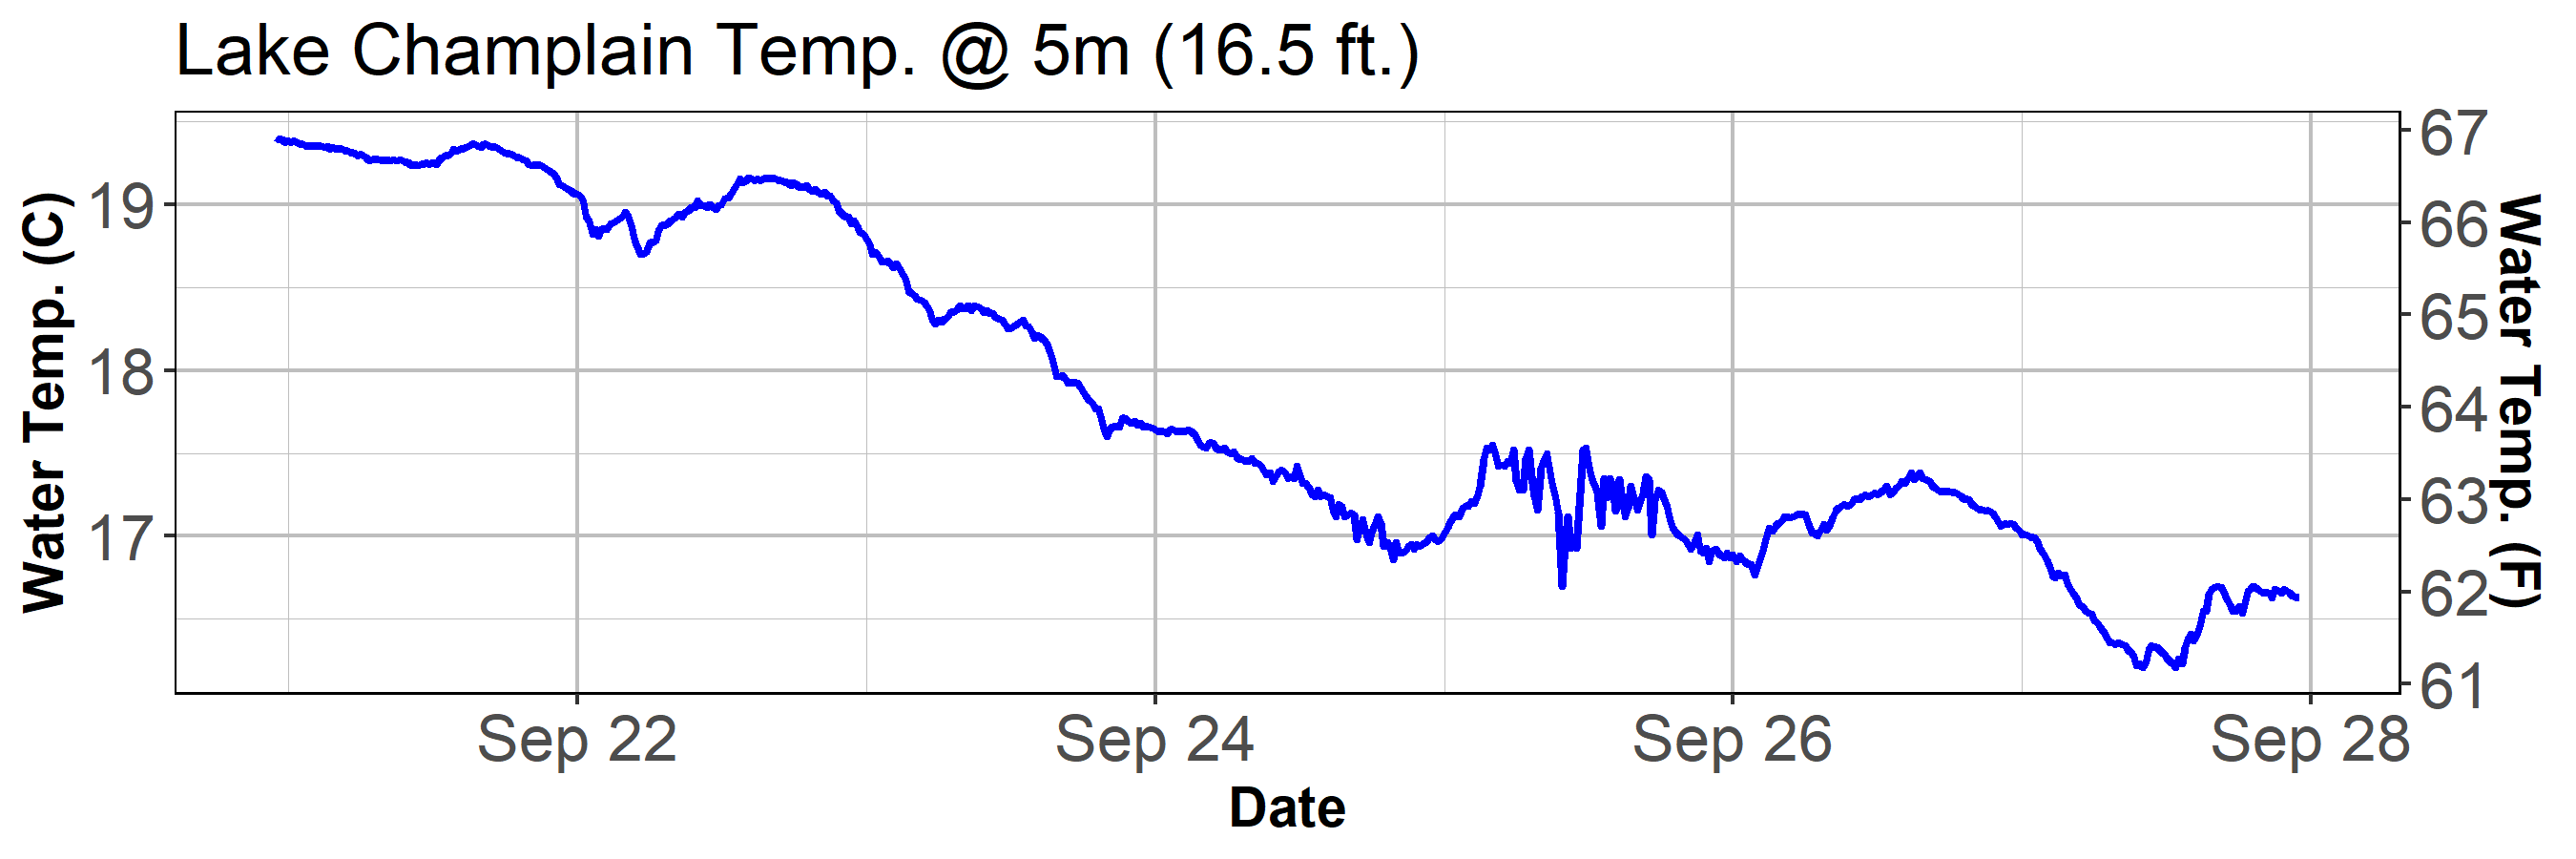 Lake Champlain Temp. @ 5m (16.5 ft.)
Water Temp. (C)
19
18
17
67
66
65
64
63
62
61
Water Temp. (F)
Sep 22 Sep 24 Sep 26 Sep 28
Date